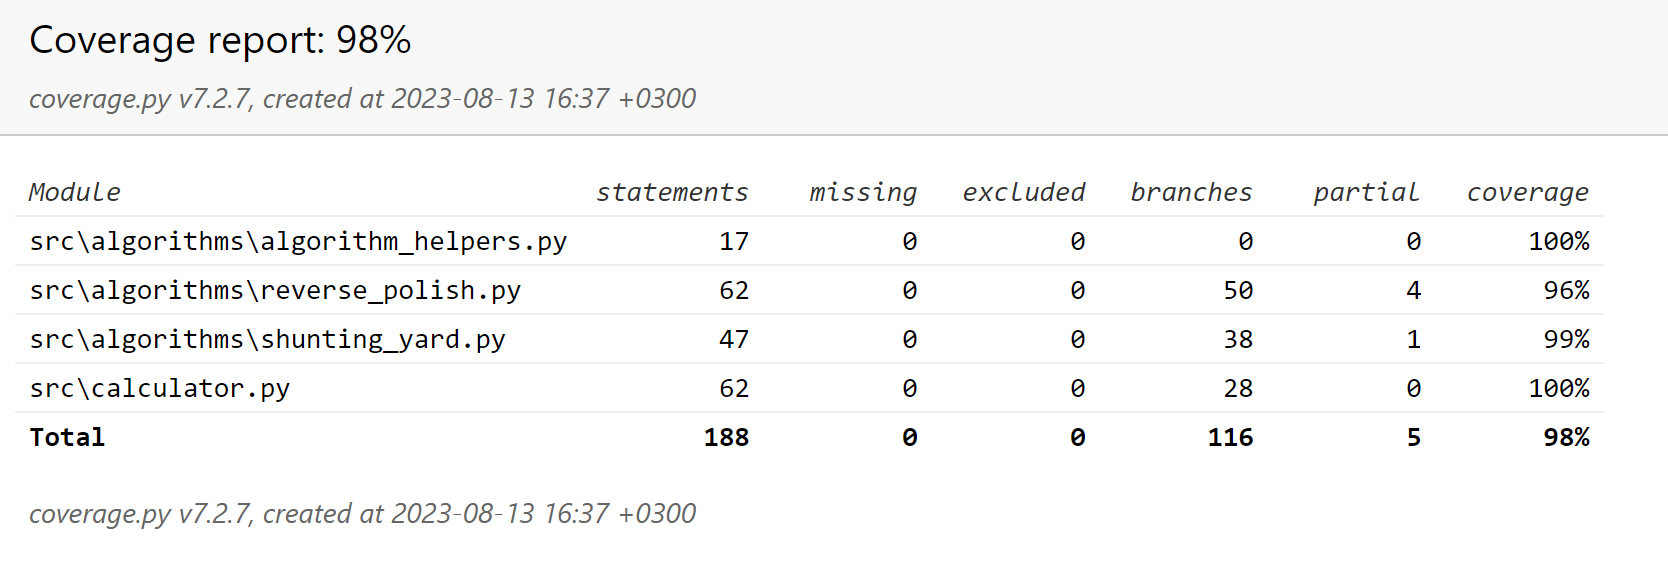 Coverage report: 98%
coverage.py v7.2.7, created at 2023-08-13 16:37 +0300
Module statements missing excluded branches partial coverage
src\algorithms\algorithm_helpers.py 17 0 0 0 0 100%
src\algorithms\reverse_polish.py 62 0 0 50 4 96%
src\algorithms\shunting_yard.py 47 0 0 38 1 99%
src\calculator.py 62 0 0 28 0 100%
Total 188 0 0 116 5 98%
coverage.py v7.2.7, created at 2023-08-13 16:37 +0300